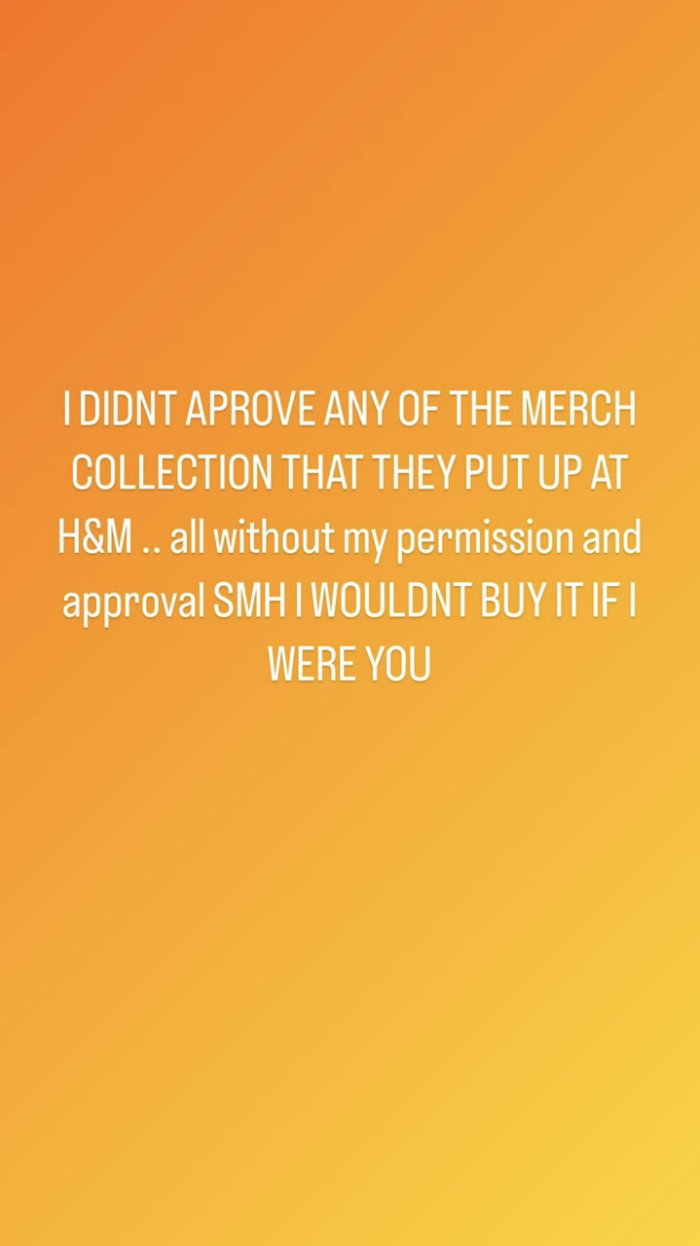 I DIDNT APROVE ANY OF THE MERCH
COLLECTION THAT THEY PUT UP AT
H&M .. all without my permission and
approval SMH I WOULDNT BUY IT IF I
WERE YOU